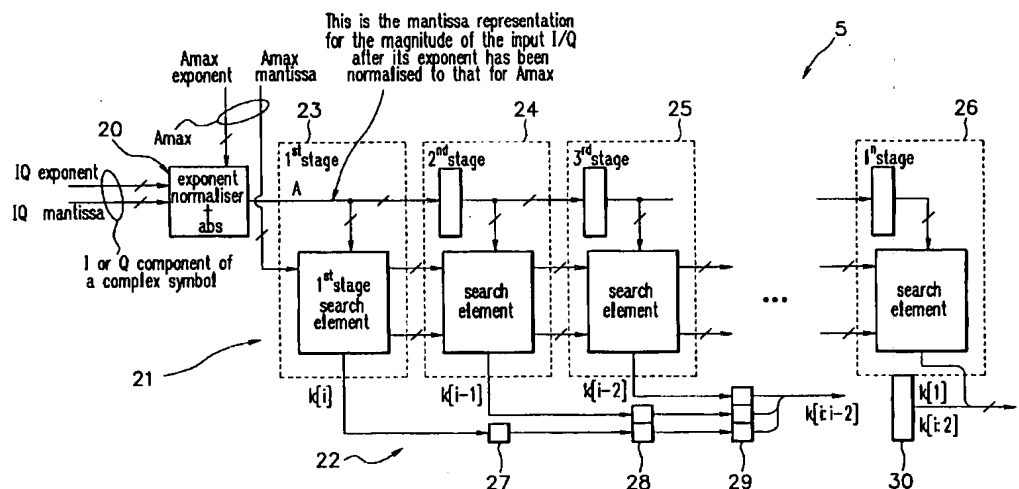 This is the mantissa representation
for the magnitude of the input I/Q
after its exponent has been
normalised to that for Amax
5
Amax
exponent
Amax
mantissa
Amax
20
23
24
25
26
1st stage
2nd stage
3rd stage
1n stage
IQ exponent
IQ mantissa
exponent
normaliser
+
abs
A
I or Q component of
a complex symbol
1st stage
search
element
search
element
search
element
...
search
element
21
k[i]
k[i-1]
k[i-2]
k[i:i-2]
k[1]
k[i:2]
22
27
28
29
30